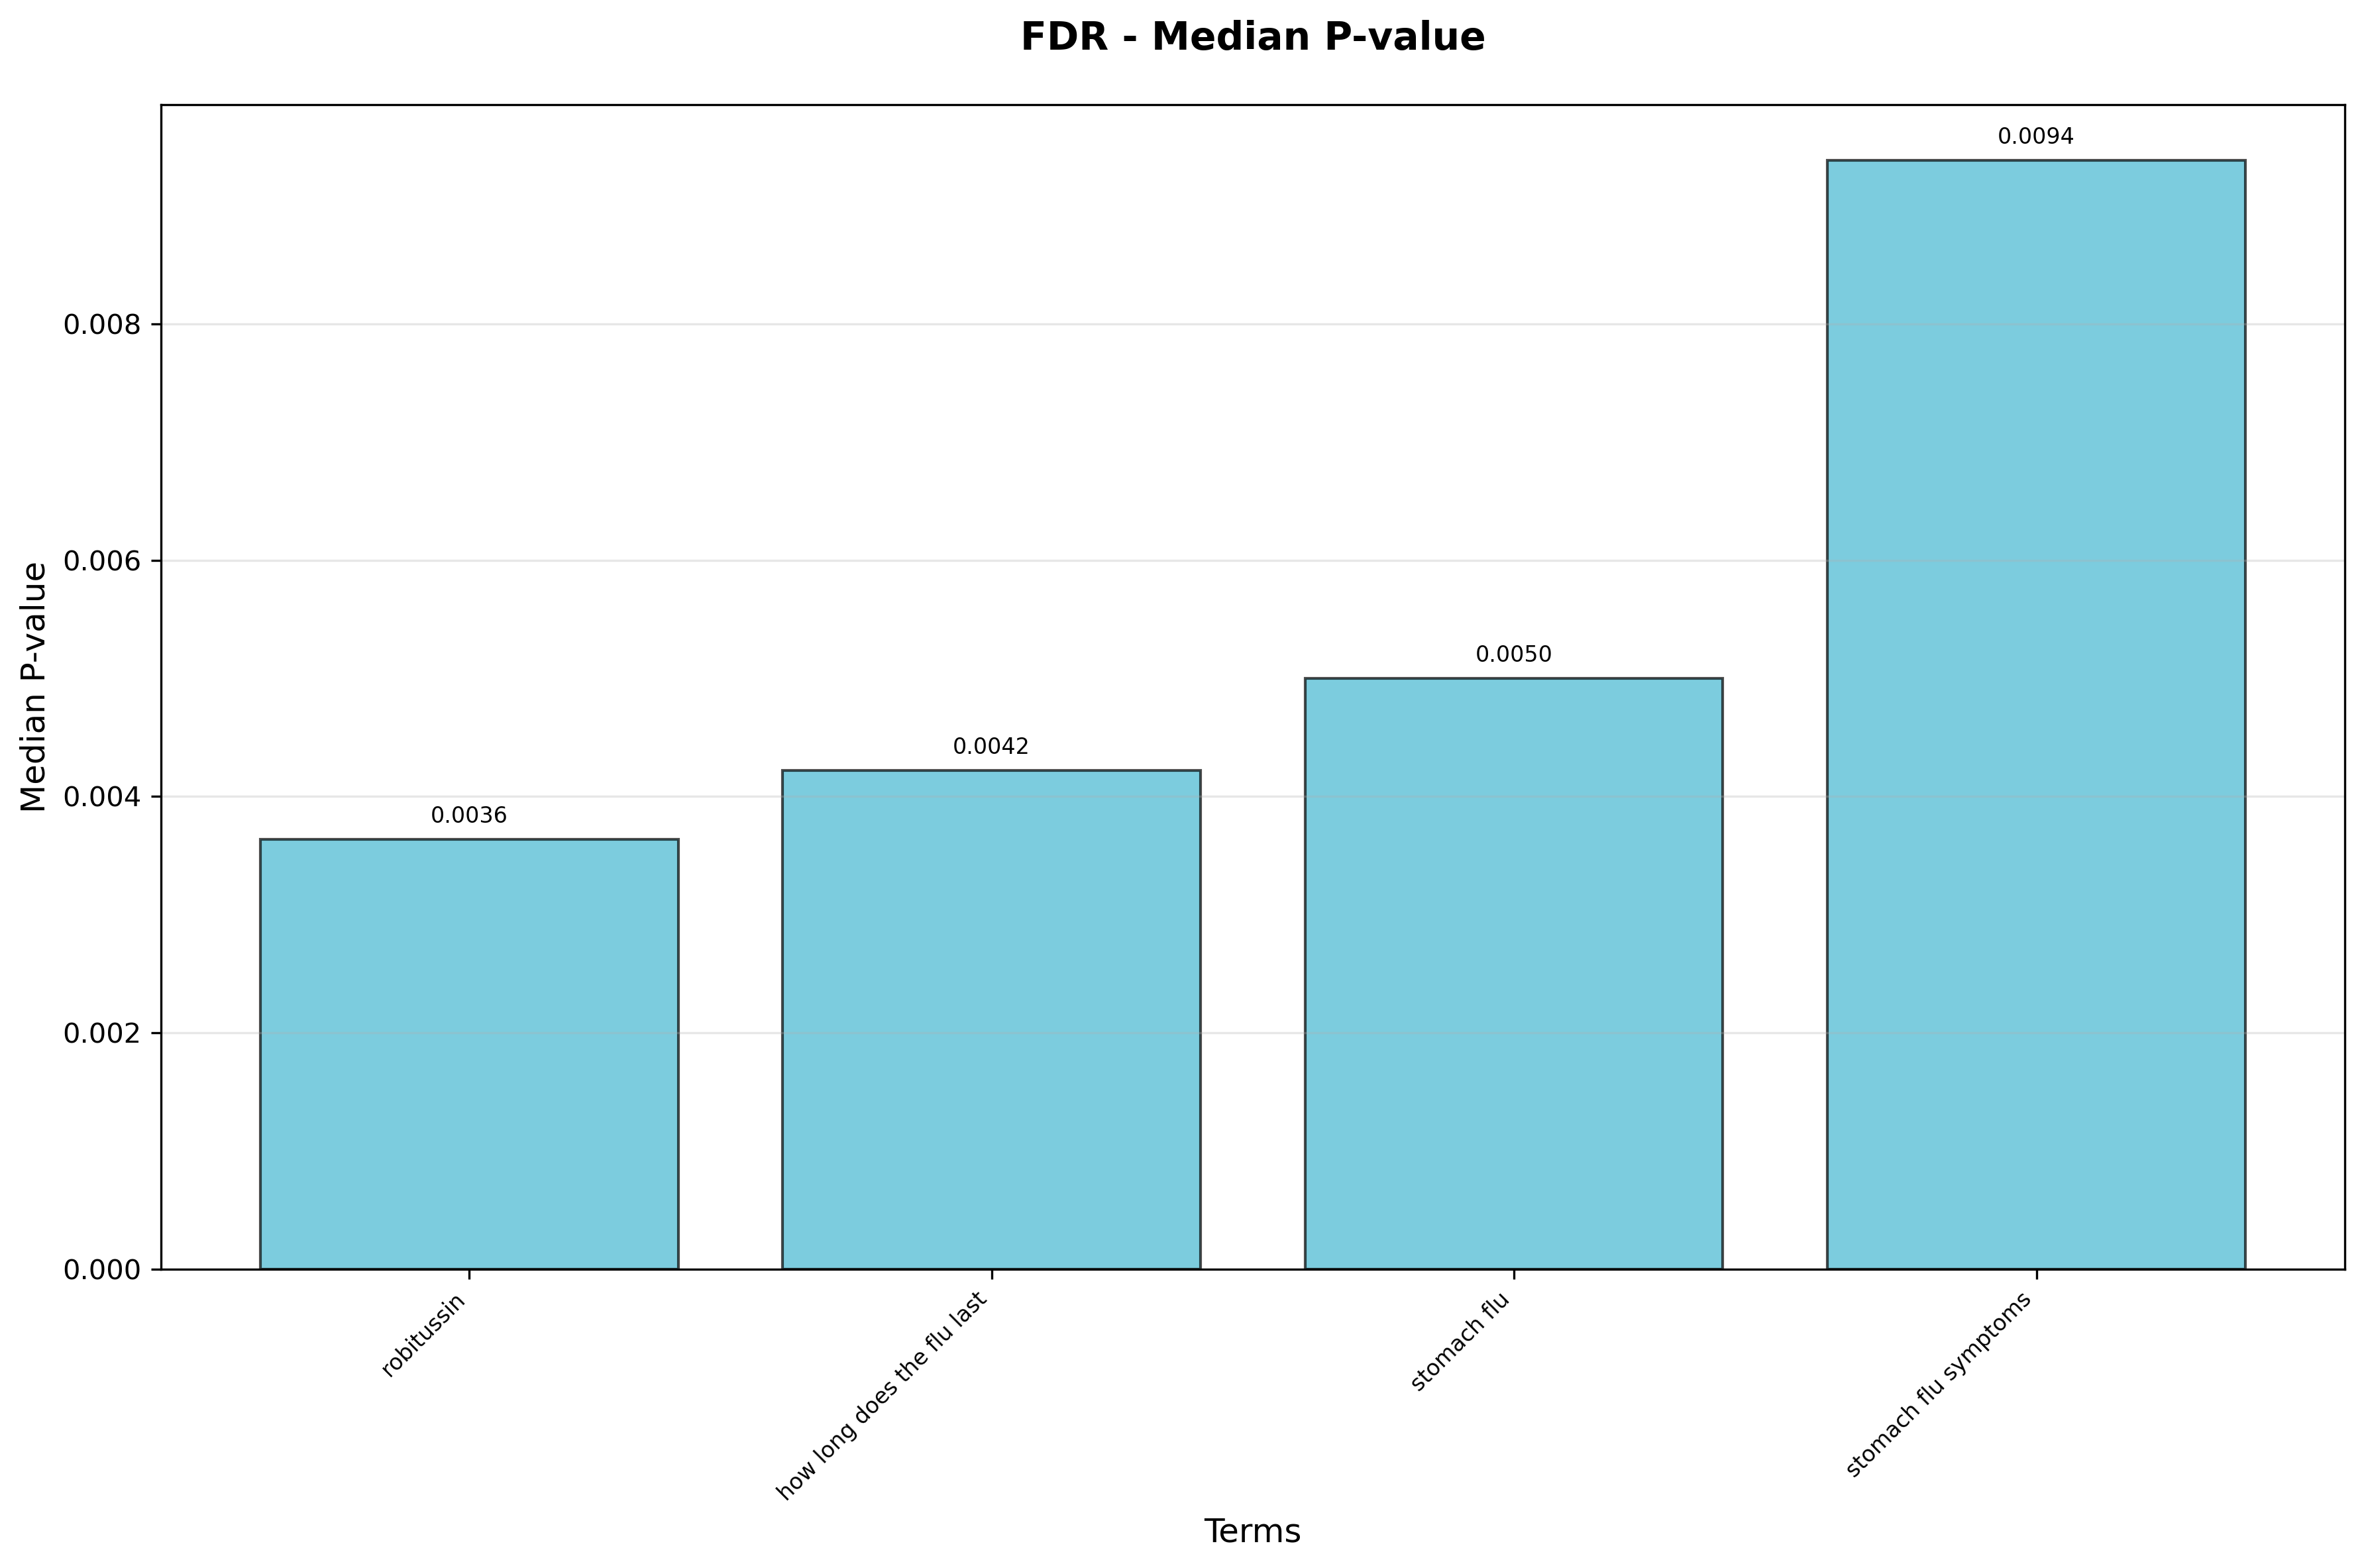 FDR - Median P-value
Median P-value
0.008
0.006
0.004
0.002
0.000
0.0036
0.0042
0.0050
0.0094
robitussin
how long does the flu last
stomach flu
stomach flu symptoms
Terms